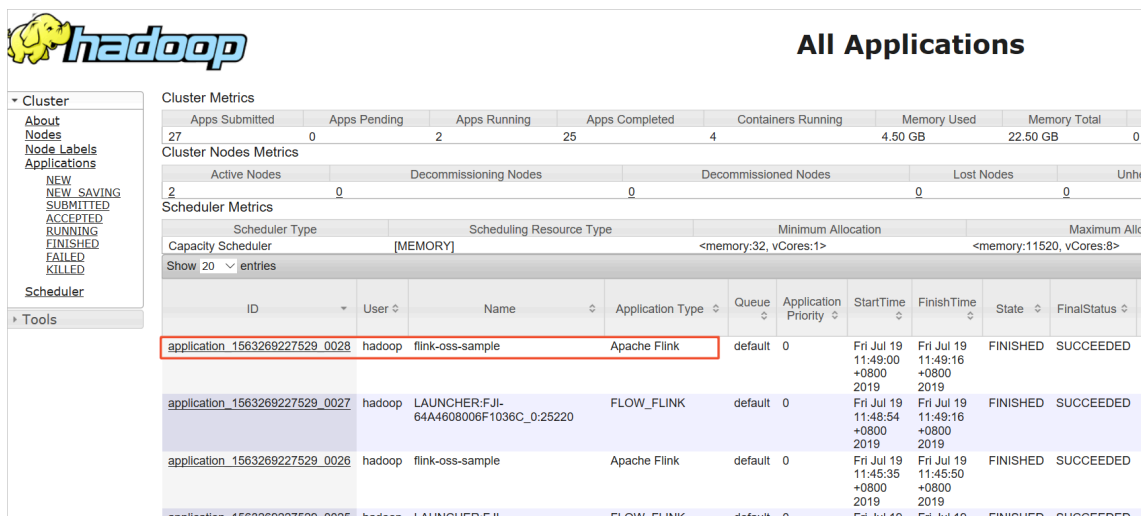 hadoop
All Applications
Cluster
About
Nodes
Node Labels
Applications
NEW
NEW_SAVING
SUBMITTED
ACCEPTED
RUNNING
FINISHED
FAILED
KILLED
Scheduler
Tools
Cluster Metrics
Apps Submitted Apps Pending Apps Running Apps Completed Containers Running Memory Used Memory Total
27 0 2 25 4 4.50 GB 22.50 GB 0
Cluster Nodes Metrics
Active Nodes Decommissioning Nodes Decommissioned Nodes Lost Nodes Unhe
2 0 0 0 0
Scheduler Metrics
Scheduler Type Scheduling Resource Type Minimum Allocation Maximum Allo
Capacity Scheduler [MEMORY] <memory:32, vCores:1> <memory:11520, vCores:8>
Show 20 entries
ID User Name Application Type Queue Application StartTime FinishTime State FinalStatus
Priority
application_1563269227529_0028 hadoop flink-oss-sample Apache Flink default 0 Fri Jul 19 Fri Jul 19 FINISHED SUCCEEDED
11:49:00 11:49:16
+0800 +0800
2019 2019
application_1563269227529_0027 hadoop LAUNCHER:FJI- FLOW_FLINK default 0 Fri Jul 19 Fri Jul 19 FINISHED SUCCEEDED
64A4608006F1036C_0:25220 11:48:54 11:49:16
+0800 +0800
2019 2019
application_1563269227529_0026 hadoop flink-oss-sample Apache Flink default 0 Fri Jul 19 Fri Jul 19 FINISHED SUCCEEDED
11:45:35 11:45:50
+0800 +0800
2019 2019